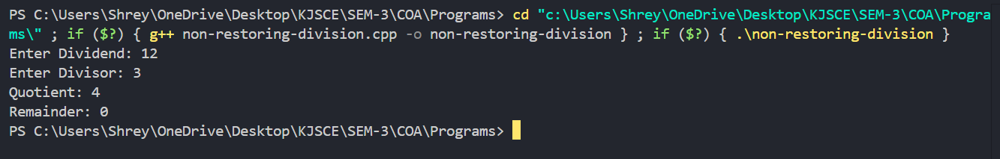 PS C:\Users\Shrey\OneDrive\Desktop\KJSCE\SEM-3\COA\Programs> cd "c:\Users\Shrey\OneDrive\Desktop\KJSCE\SEM-3\COA\Progra
ms\" ; if ($?) { g++ non-restoring-division.cpp -o non-restoring-division } ; if ($?) { .\non-restoring-division }
Enter Dividend: 12
Enter Divisor: 3
Quotient: 4
Remainder: 0
PS C:\Users\Shrey\OneDrive\Desktop\KJSCE\SEM-3\COA\Programs>